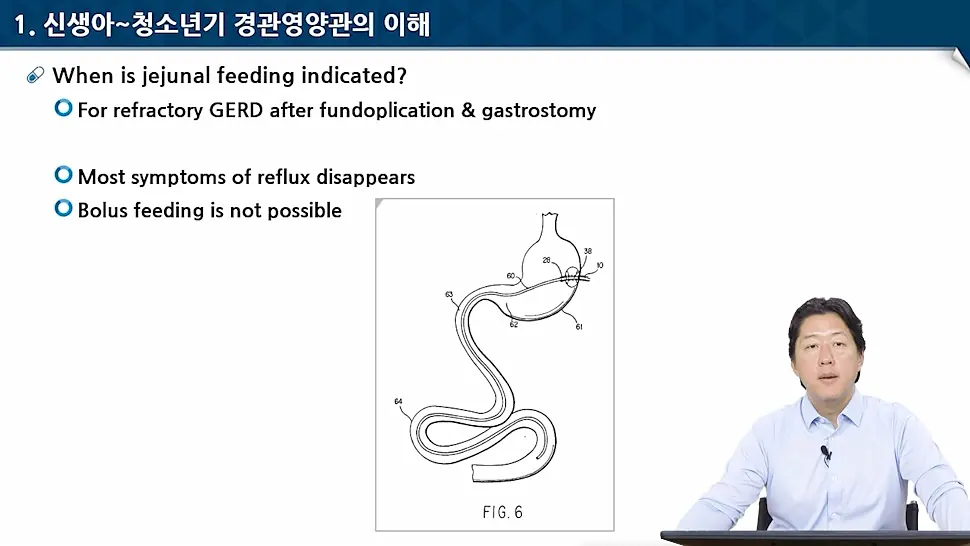 1. 신생아~청소년기 경관영양관의 이해
When is jejunal feeding indicated?
For refractory GERD after fundoplication & gastrostomy
Most symptoms of reflux disappears
Bolus feeding is not possible
38
28
10
60
63
62
61
64
FIG. 6